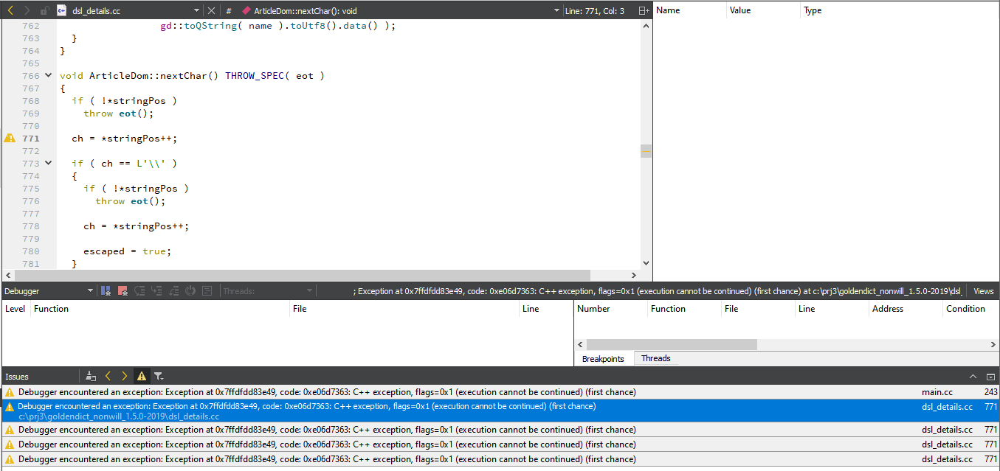 dsl_details.cc # ArticleDom::nextChar(): void Line: 771, Col: 3 Name Value Type
762 gd::toQString( name ).toUtf8().data() );
763 }
764 }
765
766 void ArticleDom::nextChar() THROW_SPEC( eot )
767 {
768 if ( !*stringPos )
769 throw eot();
770
771 ch = *stringPos++;
772
773 if ( ch == L'\\' )
774 {
775 if ( !*stringPos )
776 throw eot();
777
778 ch = *stringPos++;
779
780 escaped = true;
781 }
Debugger Threads: ; Exception at 0x7ffdfdd83e49, code: 0xe06d7363: C++ exception, flags=0x1 (execution cannot be continued) (first chance) at c:\prj3\goldendict_nonwill_1.5.0-2019\dsl_ Views
Level Function File Line Number Function File Line Address Condition
Breakpoints Threads
Issues
Debugger encountered an exception: Exception at 0x7ffdfdd83e49, code: 0xe06d7363: C++ exception, flags=0x1 (execution cannot be continued) (first chance) main.cc 243
Debugger encountered an exception: Exception at 0x7ffdfdd83e49, code: 0xe06d7363: C++ exception, flags=0x1 (execution cannot be continued) (first chance) dsl_details.cc 771
c:\prj3\goldendict_nonwill_1.5.0-2019\dsl_details.cc
Debugger encountered an exception: Exception at 0x7ffdfdd83e49, code: 0xe06d7363: C++ exception, flags=0x1 (execution cannot be continued) (first chance) dsl_details.cc 771
Debugger encountered an exception: Exception at 0x7ffdfdd83e49, code: 0xe06d7363: C++ exception, flags=0x1 (execution cannot be continued) (first chance) dsl_details.cc 771
Debugger encountered an exception: Exception at 0x7ffdfdd83e49, code: 0xe06d7363: C++ exception, flags=0x1 (execution cannot be continued) (first chance) dsl_details.cc 771